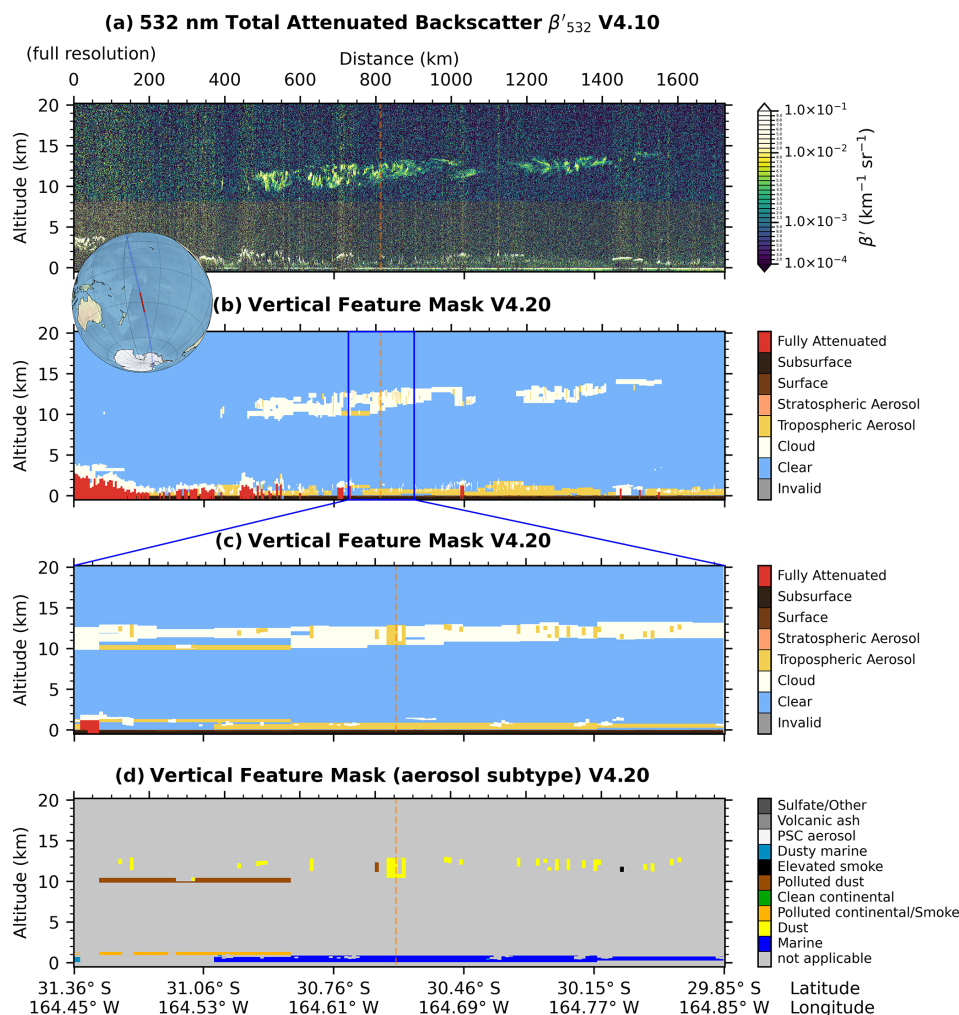 (a) 532 nm Total Attenuated Backscatter β′532 V4.10
(full resolution)
Distance (km)
0 200 400 600 800 1000 1200 1400 1600
20
15
10
5
0
Altitude (km)
1.0×10⁻¹
1.0×10⁻²
1.0×10⁻³
1.0×10⁻⁴
β′ (km⁻¹ sr⁻¹)
(b) Vertical Feature Mask V4.20
20
15
10
5
0
Altitude (km)
Fully Attenuated
Subsurface
Surface
Stratospheric Aerosol
Tropospheric Aerosol
Cloud
Clear
Invalid
(c) Vertical Feature Mask V4.20
20
15
10
5
0
Altitude (km)
Fully Attenuated
Subsurface
Surface
Stratospheric Aerosol
Tropospheric Aerosol
Cloud
Clear
Invalid
(d) Vertical Feature Mask (aerosol subtype) V4.20
20
15
10
5
0
Altitude (km)
Sulfate/Other
Volcanic ash
PSC aerosol
Dusty marine
Elevated smoke
Polluted dust
Clean continental
Polluted continental/Smoke
Dust
Marine
not applicable
31.36° S 31.06° S 30.76° S 30.46° S 30.15° S 29.85° S Latitude
164.45° W 164.53° W 164.61° W 164.69° W 164.77° W 164.85° W Longitude